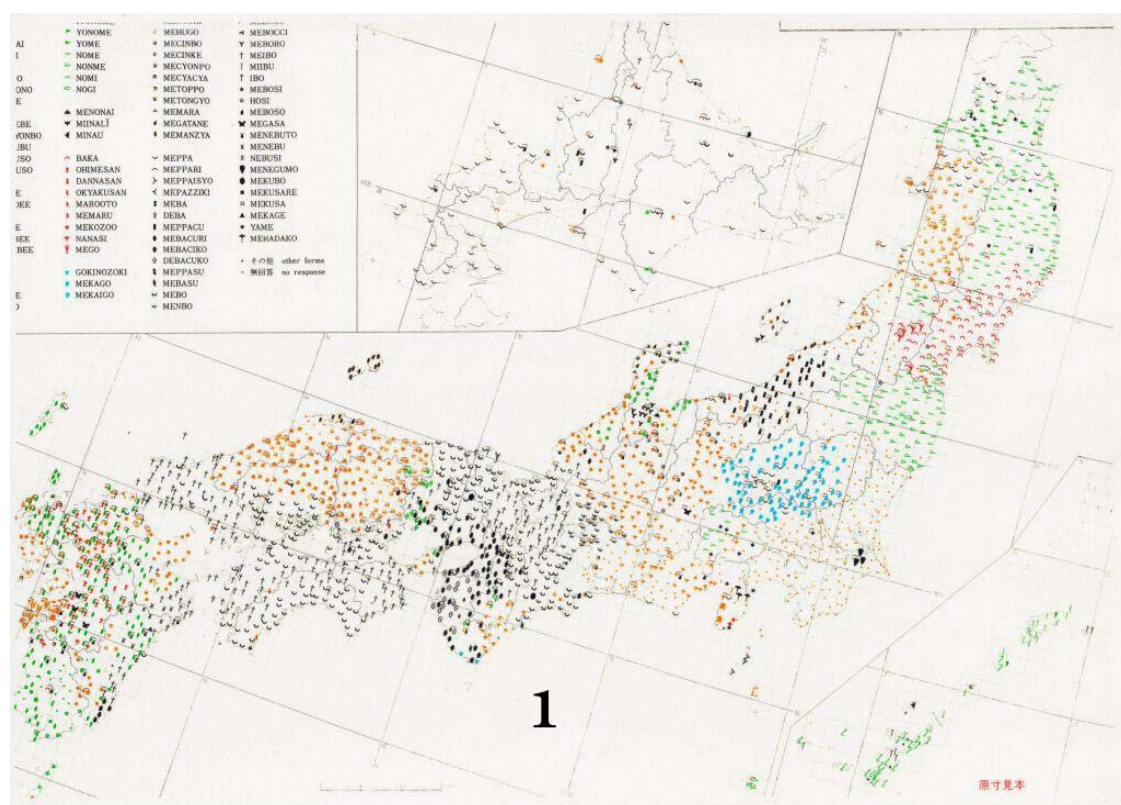 YONOME
YOME
NOME
NONME
NOMI
NOGI
MENONAI
MIINALĪ
MINAU
BAKA
OHIMESAN
DANNASAN
OKYAKUSAN
MAROOTO
MEMARU
MEKOZOO
NANASI
MEGO
GOKINOZOKI
MEKAGO
MEKAIGO
MEHUGO
MECINBO
MECINKE
MECYONPO
MECYACYA
METOPPO
METONGYO
MEMARA
MEGATANE
MEMANZYA
MEPPA
MEPPARI
MEPPAISYO
MEPAZZIKI
MEBA
DEBA
MEPPACU
MEBACURI
MEBACIKO
DEBACUKO
MEPPASU
MEBASU
MEBO
MENBO
MEBOCCI
MEBORO
MEIBO
MIIBU
IBO
MEBOSI
HOSI
MEBOSO
MEGASA
MENEBUTO
MENEBU
NEBUSI
MENEGUMO
MEKUBO
MEKUSARE
MEKUSA
MEKAGE
YAME
MEHADAKO
その他 other forms
無回答 no response
1
原寸見本